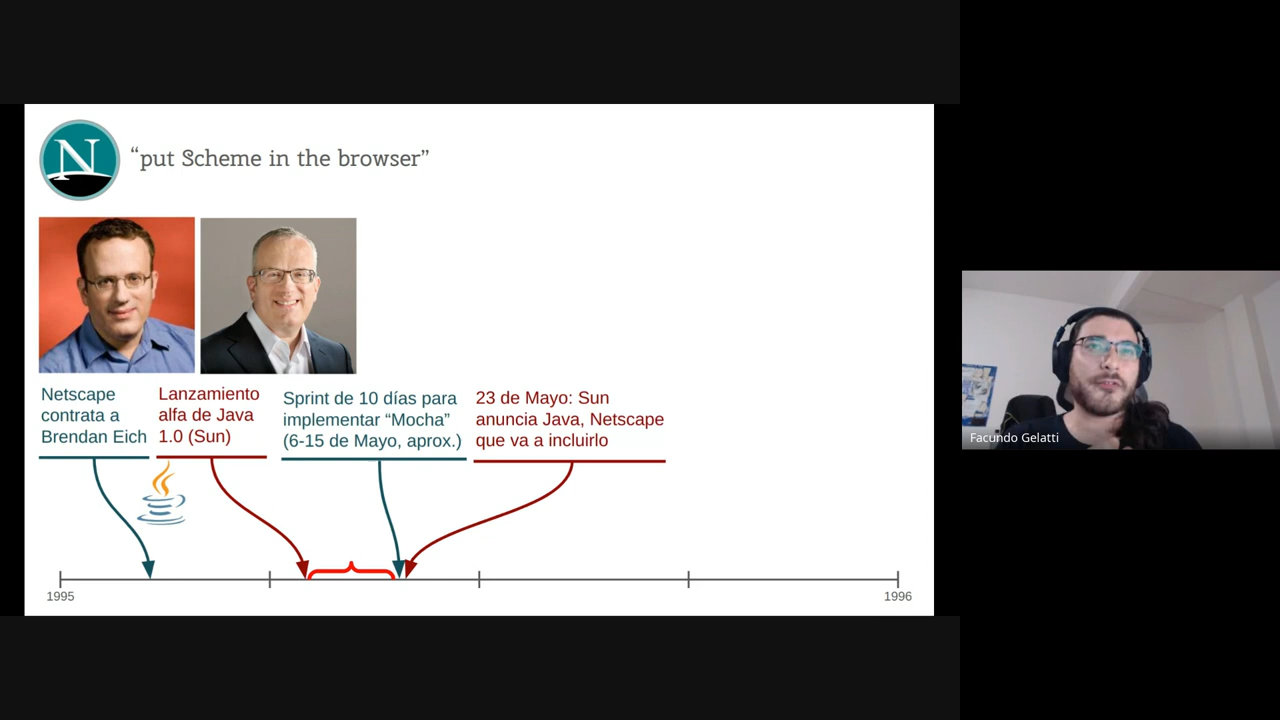 N
“put Scheme in the browser”
Netscape
contrata a
Brendan Eich
Lanzamiento
alfa de Java
1.0 (Sun)
Sprint de 10 días para
implementar “Mocha”
(6-15 de Mayo, aprox.)
23 de Mayo: Sun
anuncia Java, Netscape
que va a incluirlo
1995
1996
Facundo Gelatti